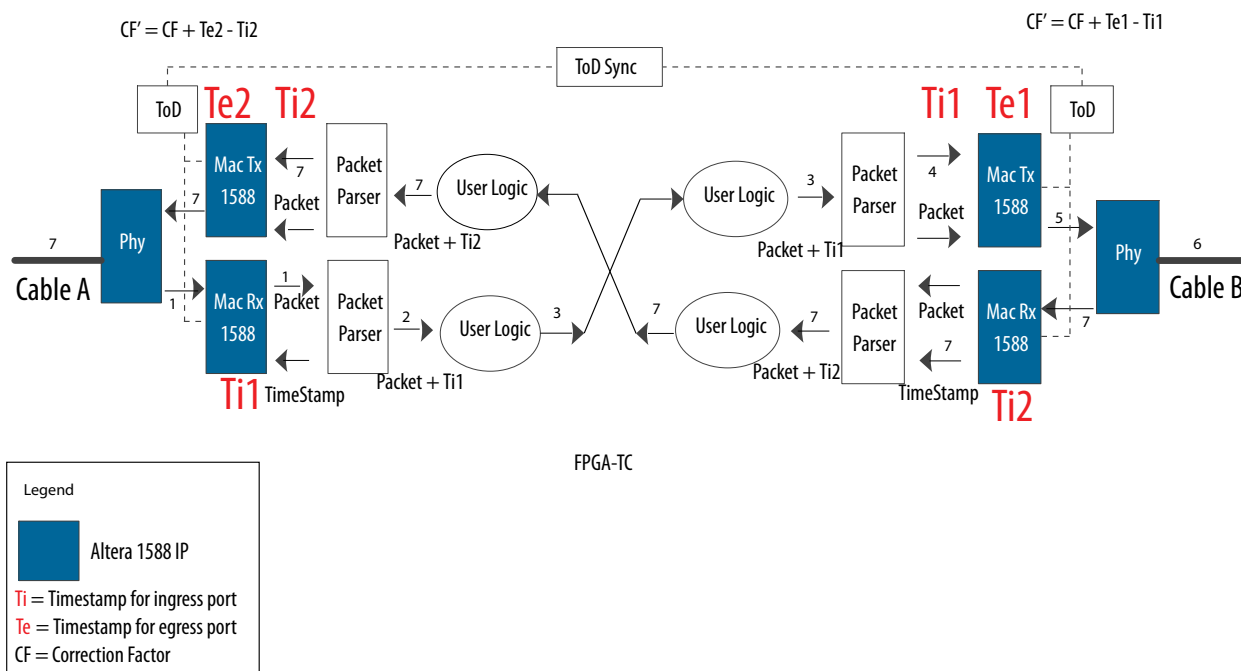 CF' = CF + Te2 - Ti2
CF' = CF + Te1 - Ti1
ToD Sync
ToD
Te2
Ti2
Ti1
Te1
ToD
Mac Tx
1588
7
Packet
Packet
Parser
7
User Logic
Packet + Ti2
User Logic
3
Packet + Ti1
Packet
Parser
4
Packet
Mac Tx
1588
5
7
Phy
7
Cable A
1
Mac Rx
1588
1
Packet
Packet
Parser
2
User Logic
3
Packet + Ti1
Ti1
TimeStamp
7
User Logic
7
Packet + Ti2
Packet
Parser
Packet
7
TimeStamp
Mac Rx
1588
Ti2
7
Phy
6
Cable B
FPGA-TC
Legend
Altera 1588 IP
Ti = Timestamp for ingress port
Te = Timestamp for egress port
CF = Correction Factor